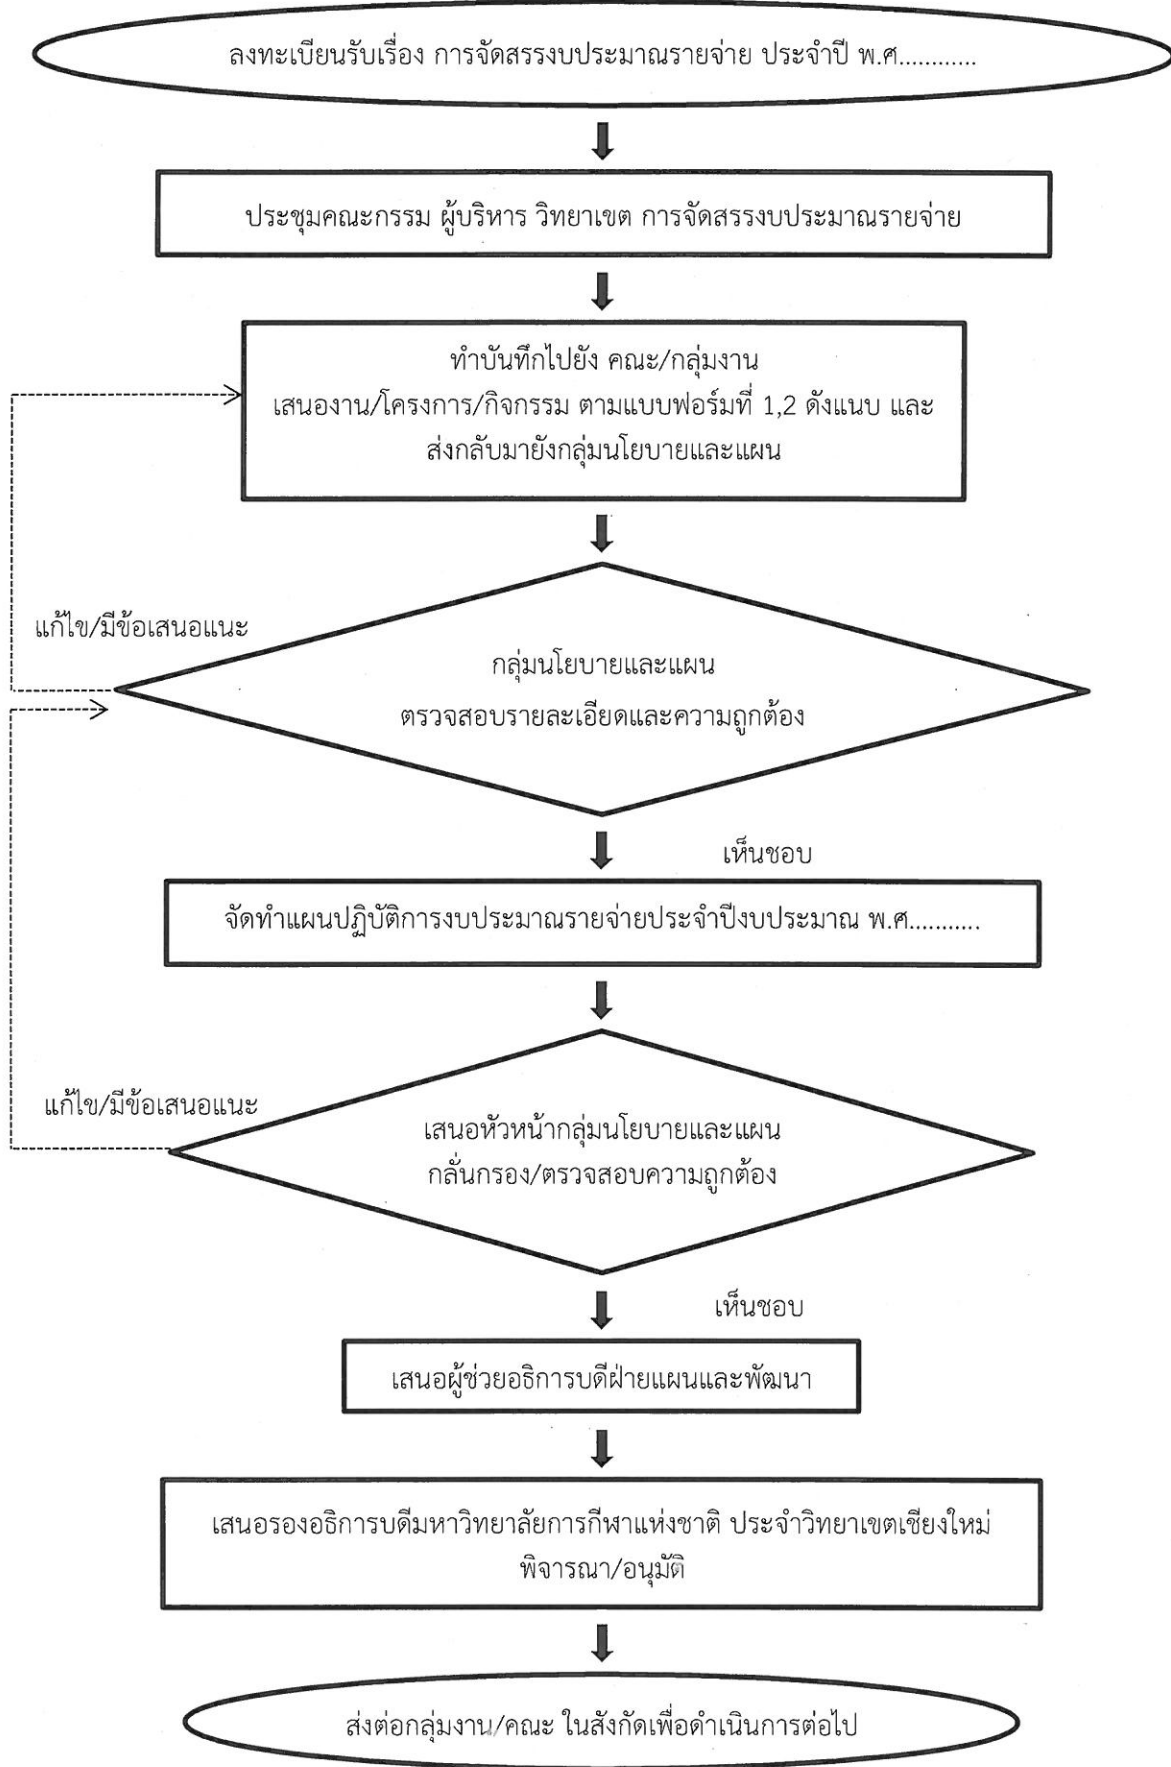 ลงทะเบียนรับเรื่อง การจัดสรรงบประมาณรายจ่าย ประจำปี พ.ศ............
ประชุมคณะกรรม ผู้บริหาร วิทยาเขต การจัดสรรงบประมาณรายจ่าย
ทำบันทึกไปยัง คณะ/กลุ่มงาน
เสนองาน/โครงการ/กิจกรรม ตามแบบฟอร์มที่ 1,2 ดังแนบ และ
ส่งกลับมายังกลุ่มนโยบายและแผน
แก้ไข/มีข้อเสนอแนะ
กลุ่มนโยบายและแผน
ตรวจสอบรายละเอียดและความถูกต้อง
เห็นชอบ
จัดทำแผนปฏิบัติการงบประมาณรายจ่ายประจำปีงบประมาณ พ.ศ...........
แก้ไข/มีข้อเสนอแนะ
เสนอหัวหน้ากลุ่มนโยบายและแผน
กลั่นกรอง/ตรวจสอบความถูกต้อง
เห็นชอบ
เสนอผู้ช่วยอธิการบดีฝ่ายแผนและพัฒนา
เสนอรองอธิการบดีมหาวิทยาลัยการกีฬาแห่งชาติ ประจำวิทยาเขตเชียงใหม่
พิจารณา/อนุมัติ
ส่งต่อกลุ่มงาน/คณะ ในสังกัดเพื่อดำเนินการต่อไป